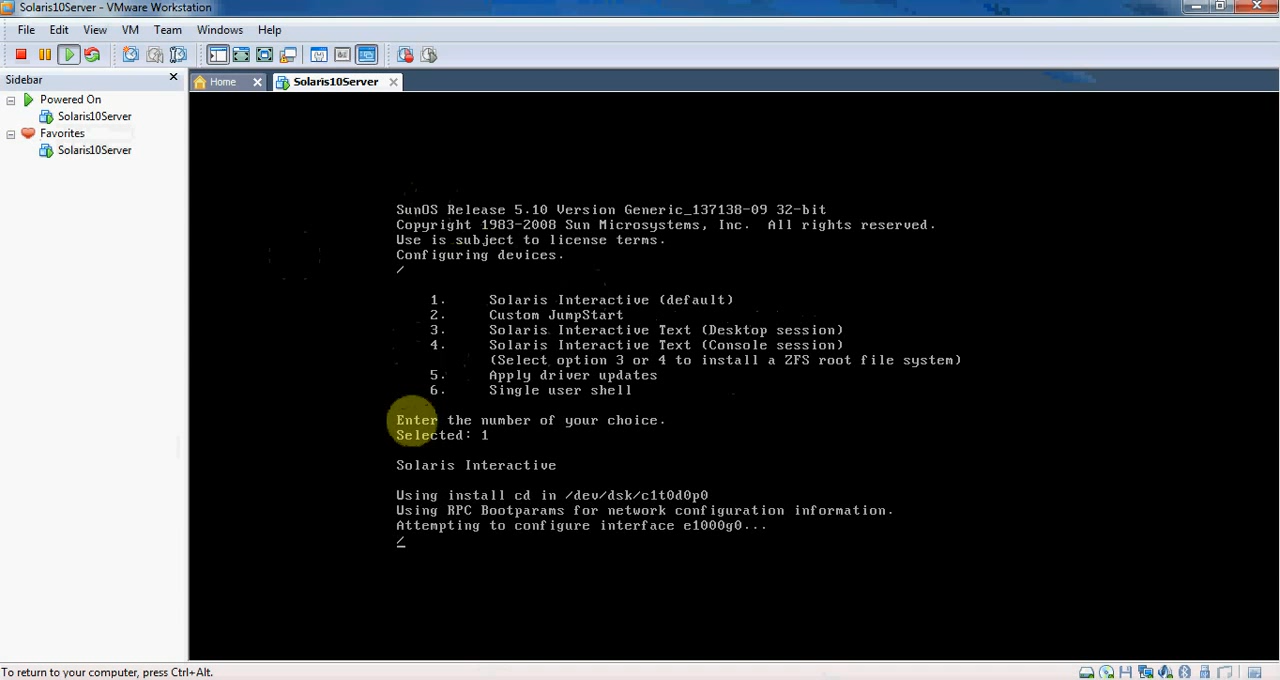 Solaris10Server - VMware Workstation
File Edit View VM Team Windows Help
Sidebar
Home
Solaris10Server
Powered On
Solaris10Server
Favorites
Solaris10Server
SunOS Release 5.10 Version Generic_137138-09 32-bit
Copyright 1983-2008 Sun Microsystems, Inc.  All rights reserved.
Use is subject to license terms.
Configuring devices.
/
1. Solaris Interactive (default)
2. Custom JumpStart
3. Solaris Interactive Text (Desktop session)
4. Solaris Interactive Text (Console session)
(Select option 3 or 4 to install a ZFS root file system)
5. Apply driver updates
6. Single user shell
Enter the number of your choice.
Selected: 1
Solaris Interactive
Using install cd in /dev/dsk/c1t0d0p0
Using RPC Bootparams for network configuration information.
Attempting to configure interface e1000g0...
/
To return to your computer, press Ctrl+Alt.